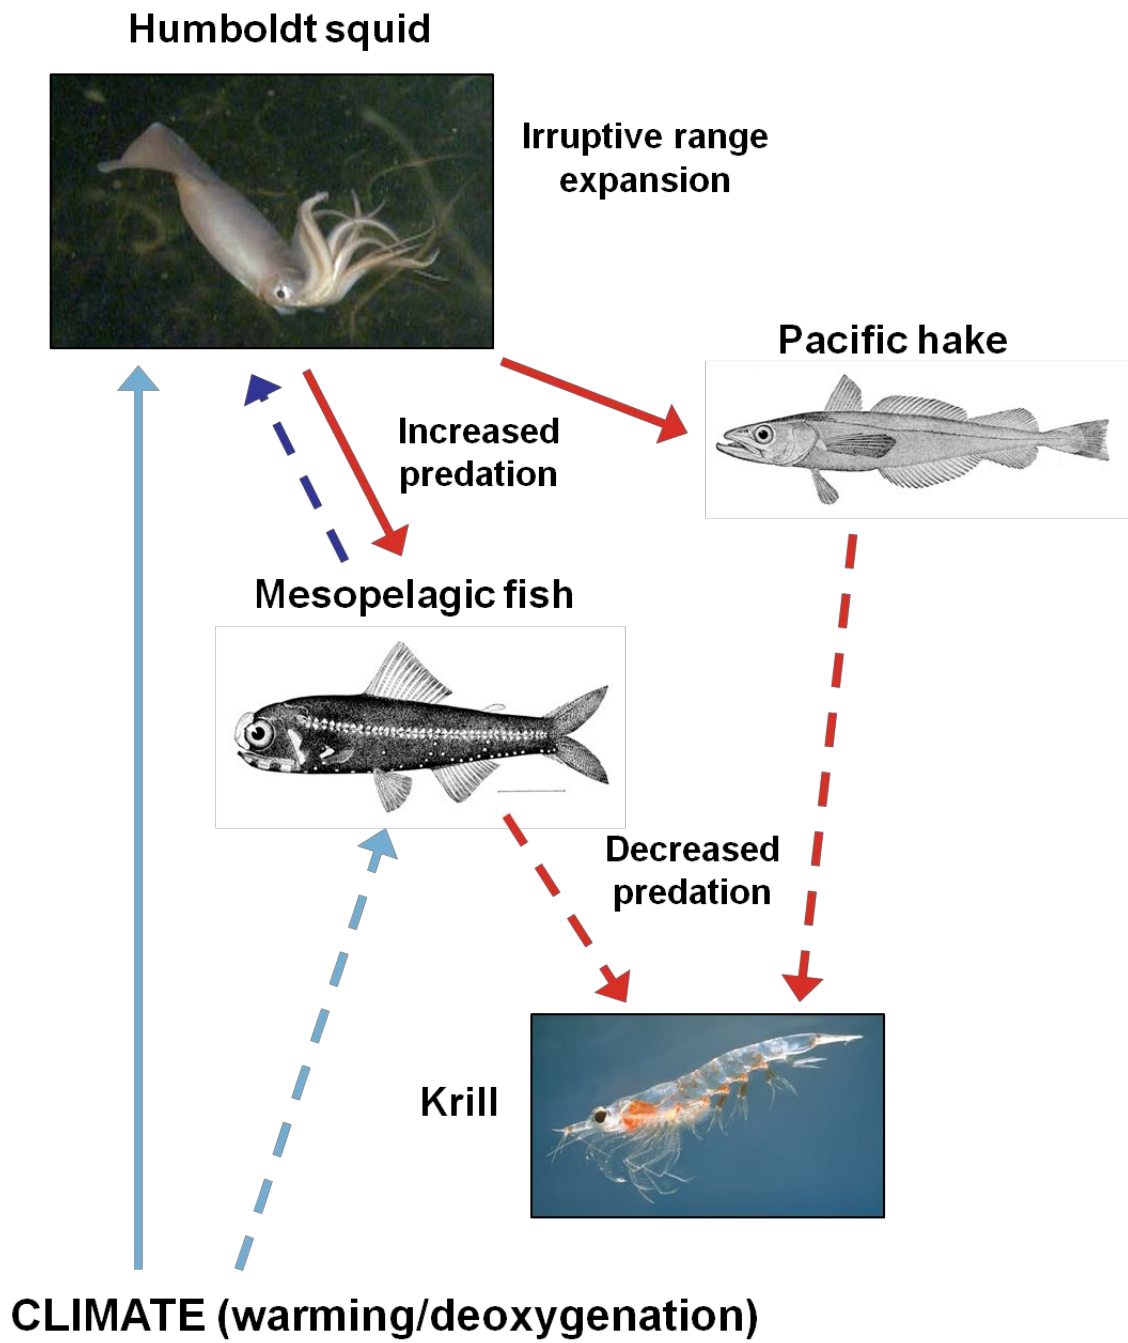 Humboldt squid
Irruptive range
expansion
Pacific hake
Increased
predation
Mesopelagic fish
Decreased
predation
Krill
CLIMATE (warming/deoxygenation)